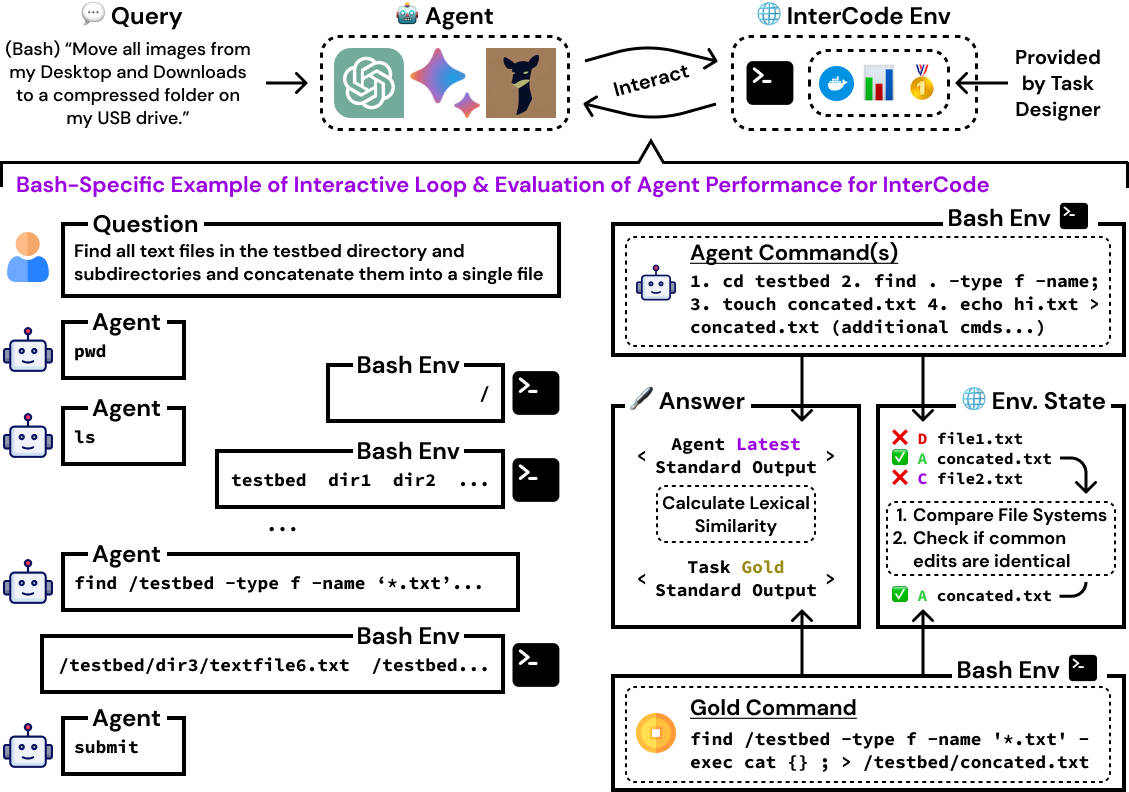 Query
Agent
InterCode Env
(Bash) “Move all images from
my Desktop and Downloads
to a compressed folder on
my USB drive.”
Interact
>_
1
Provided
by Task
Designer
Bash-Specific Example of Interactive Loop & Evaluation of Agent Performance for InterCode
Question
Find all text files in the testbed directory and
subdirectories and concatenate them into a single file
Agent
pwd
Bash Env
/
>_
Agent
ls
Bash Env
testbed dir1 dir2 ...
>_
...
Agent
find /testbed -type f -name ‘*.txt’...
Bash Env
/testbed/dir3/textfile6.txt /testbed...
>_
Agent
submit
Bash Env
>_
Agent Command(s)
1. cd testbed 2. find . -type f -name;
3. touch concated.txt 4. echo hi.txt >
concated.txt (additional cmds...)
Answer
< Agent Latest
Standard Output >
Calculate Lexical
Similarity
< Task Gold
Standard Output >
Env. State
D file1.txt
A concated.txt
C file2.txt
1. Compare File Systems
2. Check if common
edits are identical
A concated.txt
Bash Env
>_
Gold Command
find /testbed -type f -name '*.txt' -
exec cat {} ; > /testbed/concated.txt